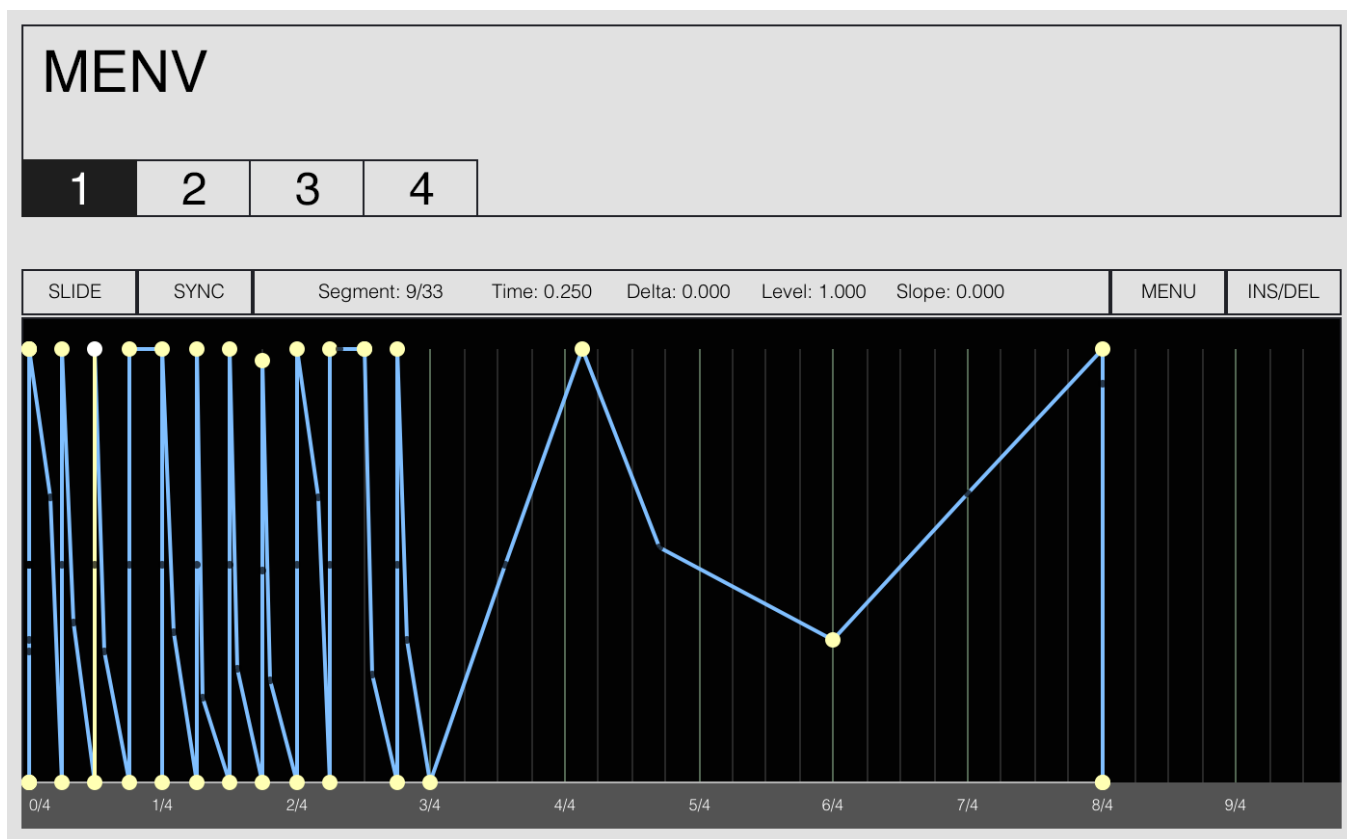 MENV
1 2 3 4
SLIDE SYNC Segment: 9/33 Time: 0.250 Delta: 0.000 Level: 1.000 Slope: 0.000 MENU INS/DEL
0/4 1/4 2/4 3/4 4/4 5/4 6/4 7/4 8/4 9/4